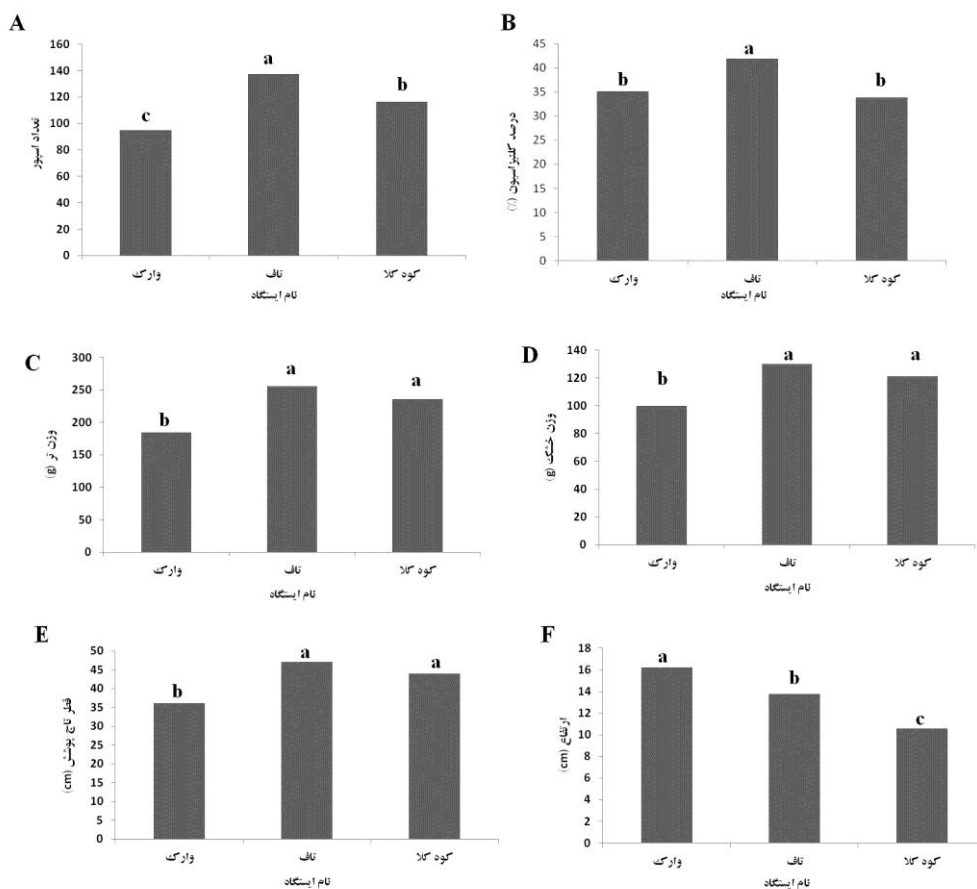 A
تعداد اسپور
160
140
120
100
80
60
40
20
0
c
a
b
وارک
تاف
کوه کلا
نام ایستگاه
B
درصد کلنیزاسیون (%)
45
40
35
30
25
20
15
10
5
0
b
a
b
وارک
تاف
کوه کلا
نام ایستگاه
C
وزن تر (g)
300
250
200
150
100
50
0
b
a
a
وارک
تاف
کوه کلا
نام ایستگاه
D
وزن خشک (g)
140
120
100
80
60
40
20
0
b
a
a
وارک
تاف
کوه کلا
نام ایستگاه
E
قطر تاج پوشش (cm)
50
45
40
35
30
25
20
15
10
5
0
b
a
a
وارک
تاف
کوه کلا
نام ایستگاه
F
ارتفاع (cm)
18
16
14
12
10
8
6
4
2
0
a
b
c
وارک
تاف
کوه کلا
نام ایستگاه